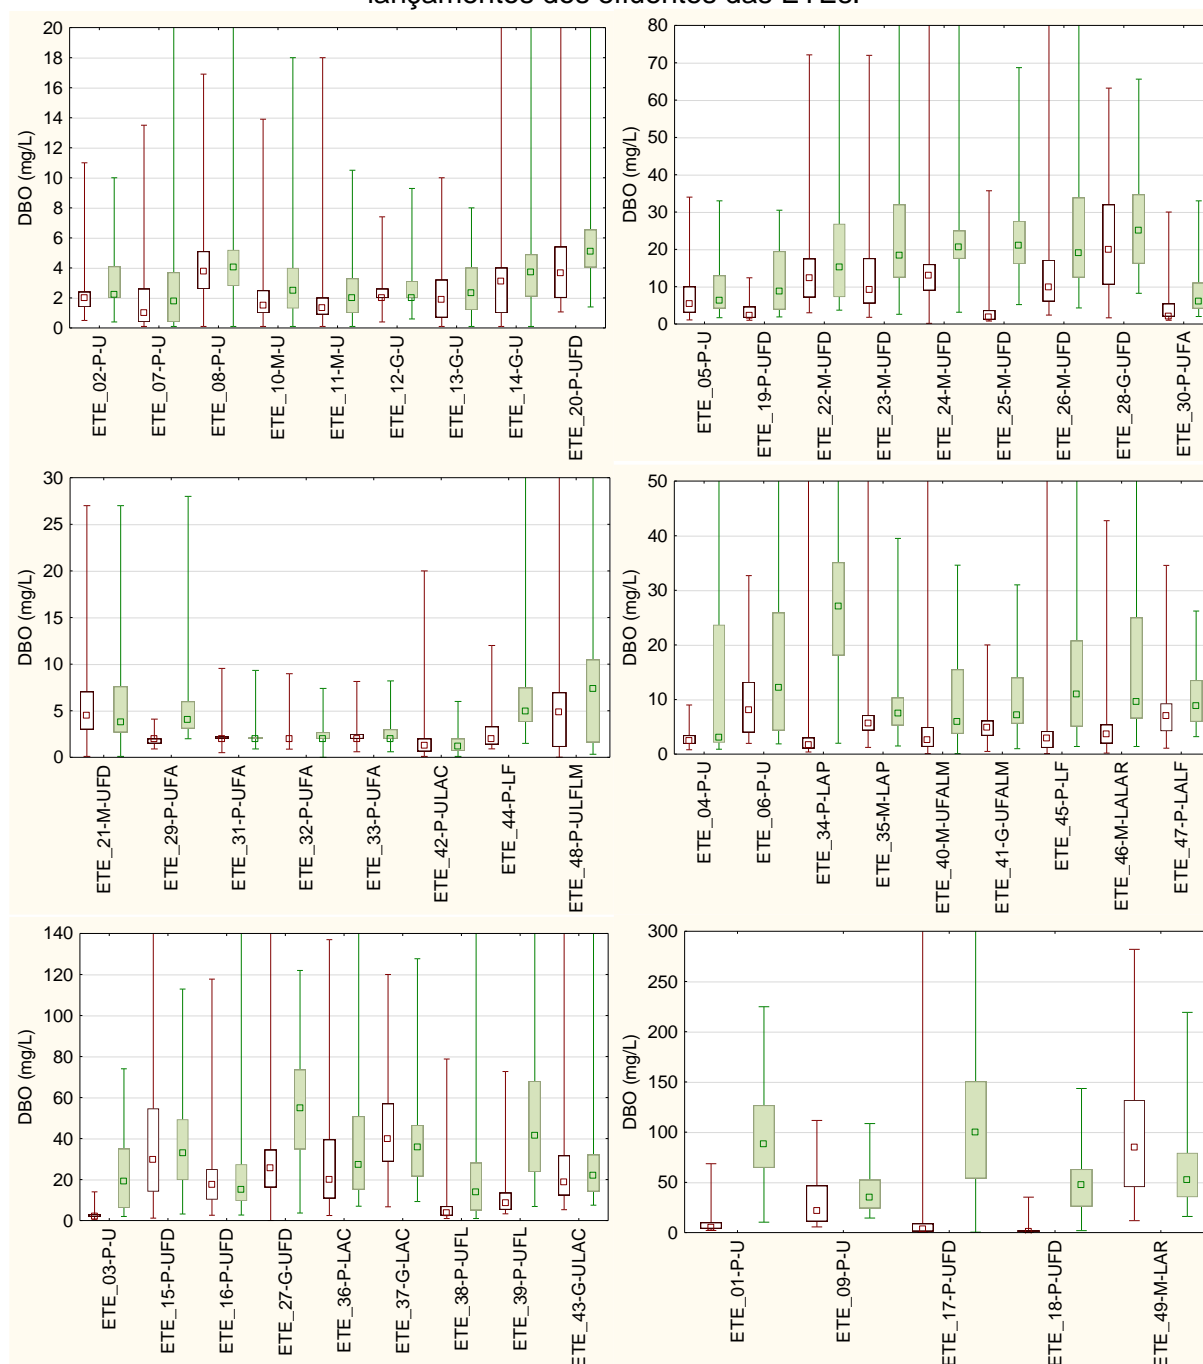 lançamentos dos efluentes das ETEs.
DBO (mg/L)
20
18
16
14
12
10
8
6
4
2
0
ETE_02-P-U
ETE_07-P-U
ETE_08-P-U
ETE_10-M-U
ETE_11-M-U
ETE_12-G-U
ETE_13-G-U
ETE_14-G-U
ETE_20-P-UFD
DBO (mg/L)
80
70
60
50
40
30
20
10
0
ETE_05-P-U
ETE_19-P-UFD
ETE_22-M-UFD
ETE_23-M-UFD
ETE_24-M-UFD
ETE_25-M-UFD
ETE_26-M-UFD
ETE_28-G-UFD
ETE_30-P-UFA
DBO (mg/L)
30
25
20
15
10
5
0
ETE_21-M-UFD
ETE_29-P-UFA
ETE_31-P-UFA
ETE_32-P-UFA
ETE_33-P-UFA
ETE_42-P-ULAC
ETE_44-P-LF
ETE_48-P-ULFLM
DBO (mg/L)
50
40
30
20
10
0
ETE_04-P-U
ETE_06-P-U
ETE_34-P-LAP
ETE_35-M-LAP
ETE_40-M-UFALM
ETE_41-G-UFALM
ETE_45-P-LF
ETE_46-M-LALAR
ETE_47-P-LALF
DBO (mg/L)
140
120
100
80
60
40
20
0
ETE_03-P-U
ETE_15-P-UFD
ETE_16-P-UFD
ETE_27-G-UFD
ETE_36-P-LAC
ETE_37-G-LAC
ETE_38-P-UFL
ETE_39-P-UFL
ETE_43-G-ULAC
DBO (mg/L)
300
250
200
150
100
50
0
ETE_01-P-U
ETE_09-P-U
ETE_17-P-UFD
ETE_18-P-UFD
ETE_49-M-LAR